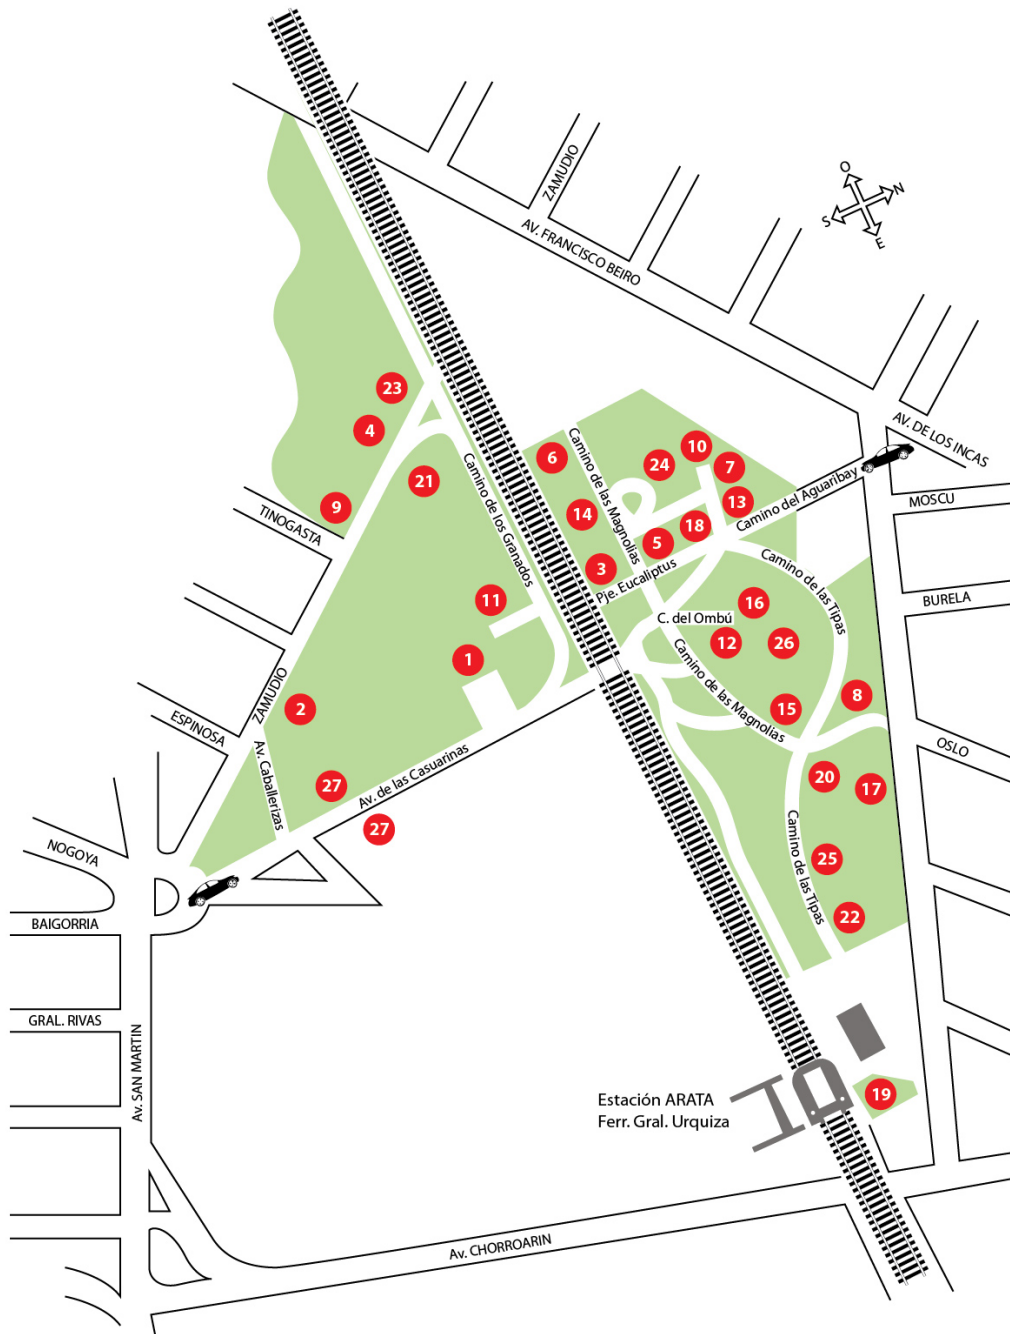 ZAMUDIO
AV. FRANCISCO BEIRO
O
N
S
E
AV. DE LOS INCAS
MOSCU
BURELA
OSLO
23
4
21
9
TINOGASTA
Camino de los Granados
6
Camino de las Magnolias
24
10
7
13
14
18
5
3
Camino del Aguaribay
Pje. Eucaliptus
Camino de las Tipas
16
C. del Ombú
12
26
11
1
2
ZAMUDIO
ESPINOSA
Av. Caballerizas
27
Av. de las Casuarinas
27
Camino de las Magnolias
15
8
20
17
Camino de las Tipas
25
22
NOGOYA
BAIGORRIA
GRAL. RIVAS
Av. SAN MARTIN
Estación ARATA
Ferr. Gral. Urquiza
19
Av. CHORROARIN